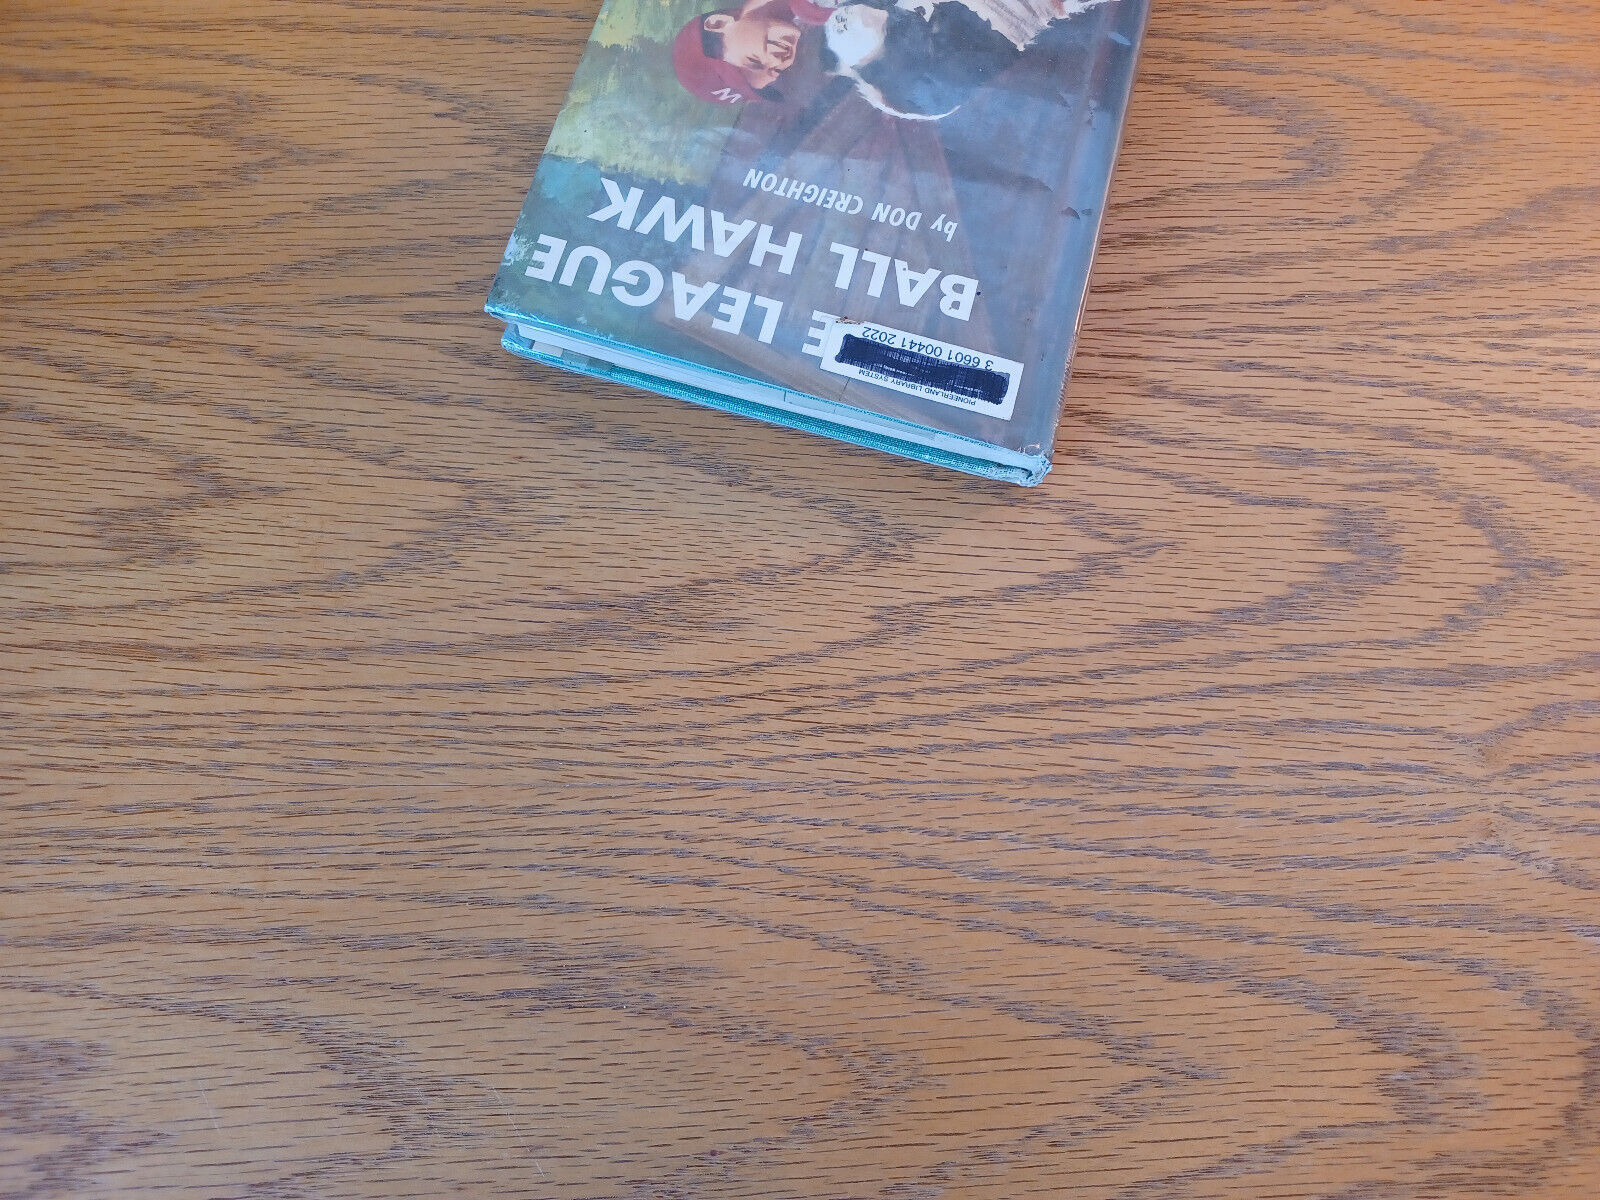 PIONEERLAND LIBRARY SYSTEM
3 6601 00441 2022
E LEAGUE
BALL HAWK
by DON CREIGHTON
W